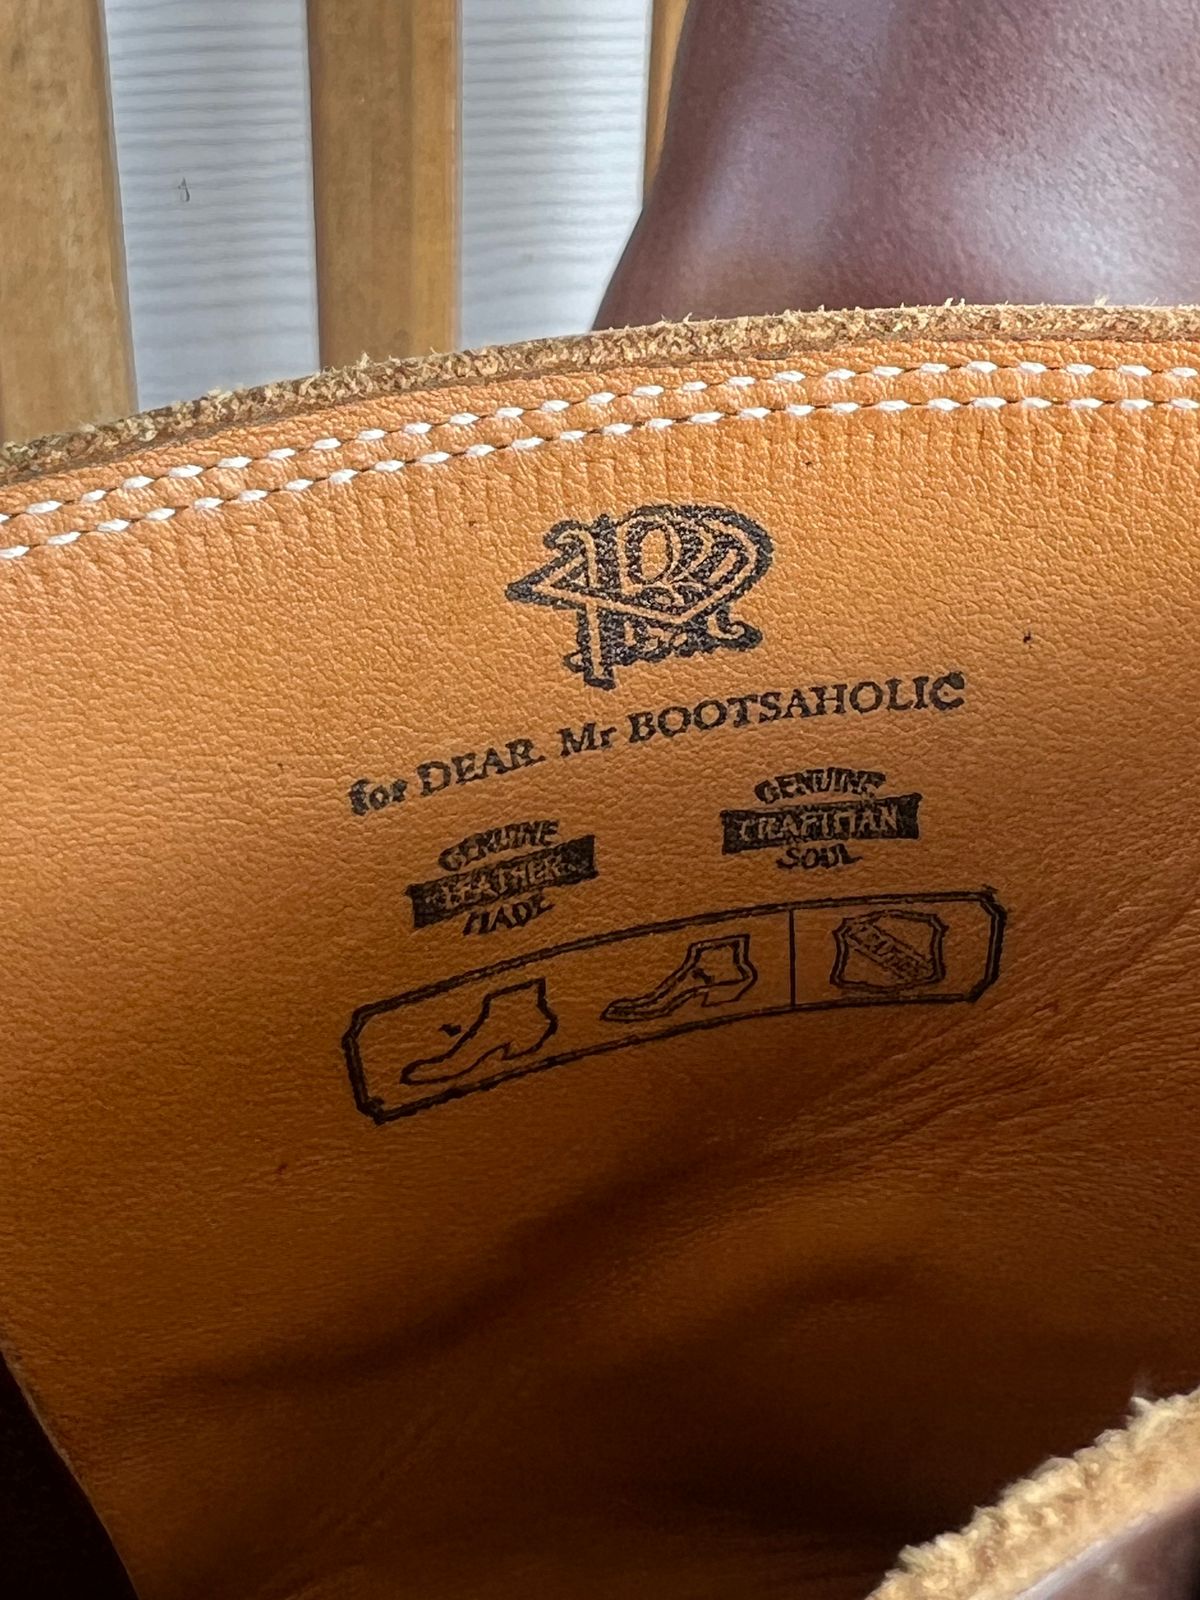 for DEAR. Mr BOOTSAHOLIC
GENUINE
LEATHER
MADE
GENUINE
CRAFTMAN
SOUL